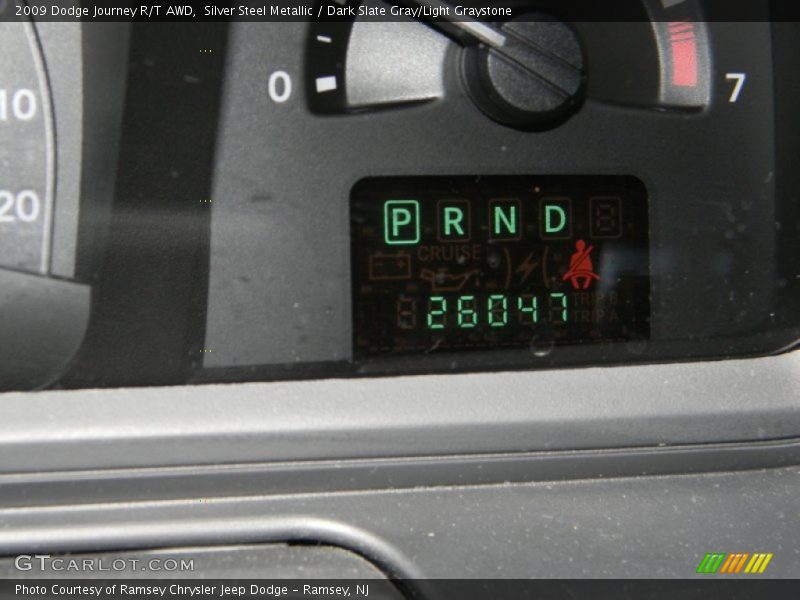 2009 Dodge Journey R/T AWD,  Silver Steel Metallic / Dark Slate Gray/Light Graystone
0
7
10
20
P R N D
CRUISE
26047
TRIP B
TRIP A
GTCARLOT.COM
Photo Courtesy of Ramsey Chrysler Jeep Dodge - Ramsey, NJ